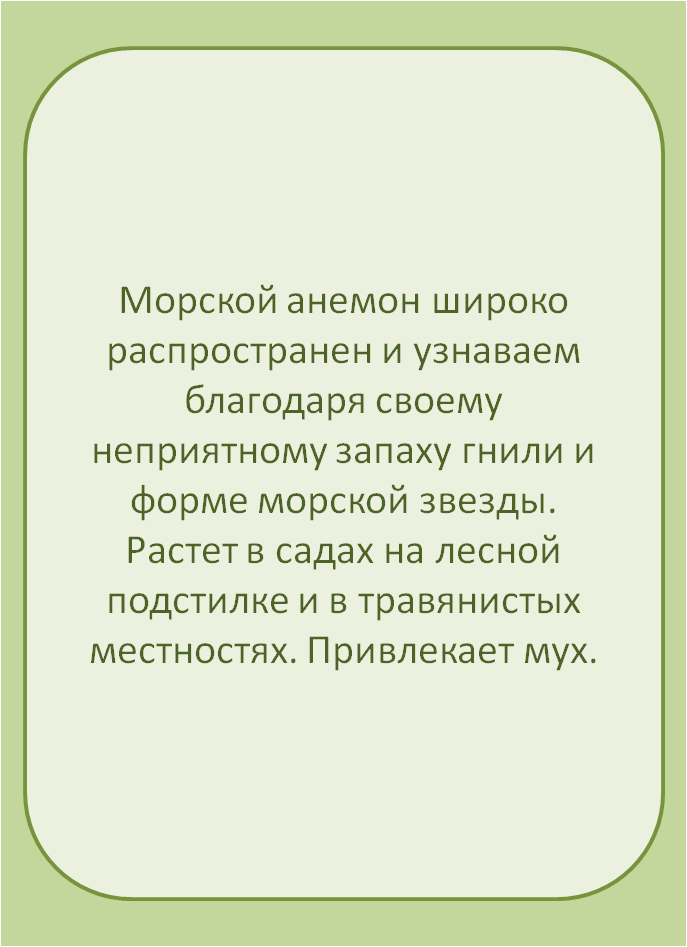 Морской анемон широко
распространен и узнаваем
благодаря своему
неприятному запаху гнили и
форме морской звезды.
Растет в садах на лесной
подстилке и в травянистых
местностях. Привлекает мух.